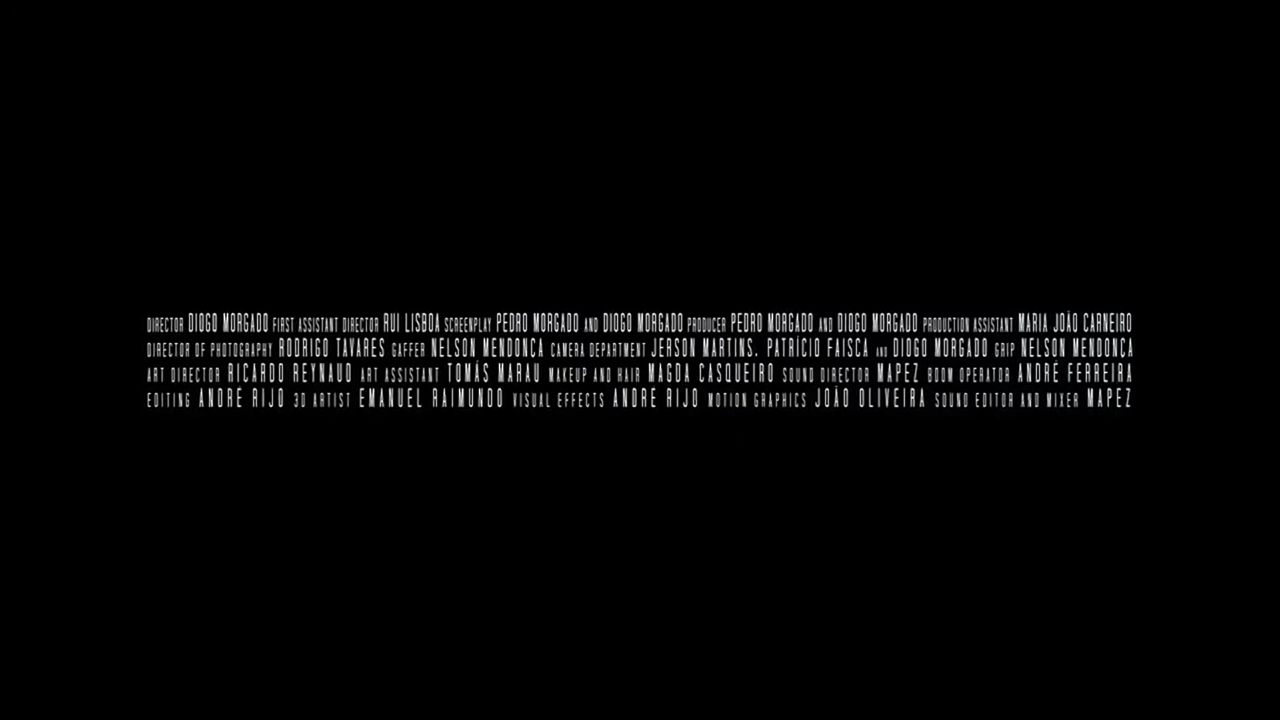 DIRECTOR DIOGO MORGADO FIRST ASSISTANT DIRECTOR RUI LISBOA SCREENPLAY PEDRO MORGADO AND DIOGO MORGADO PRODUCER PEDRO MORGADO AND DIOGO MORGADO PRODUCTION ASSISTANT MARIA JOÃO CARNEIRO
DIRECTOR OF PHOTOGRAPHY RODRIGO TAVARES GAFFER NELSON MENDONCA CAMERA DEPARTMENT JERSON MARTINS, PATRÍCIO FAISCA AND DIOGO MORGADO GRIP NELSON MENDONCA
ART DIRECTOR RICARDO REYNAUD ART ASSISTANT TOMÁS MARAU MAKEUP AND HAIR MAGDA CASQUEIRO SOUND DIRECTOR MAPEZ BOOM OPERATOR ANDRÉ FERREIRA
EDITING ANDRÉ RIJO 3D ARTIST EMANUEL RAIMUNDO VISUAL EFFECTS ANDRÉ RIJO MOTION GRAPHICS JOÃO OLIVEIRA SOUND EDITOR AND MIXER MAPEZ